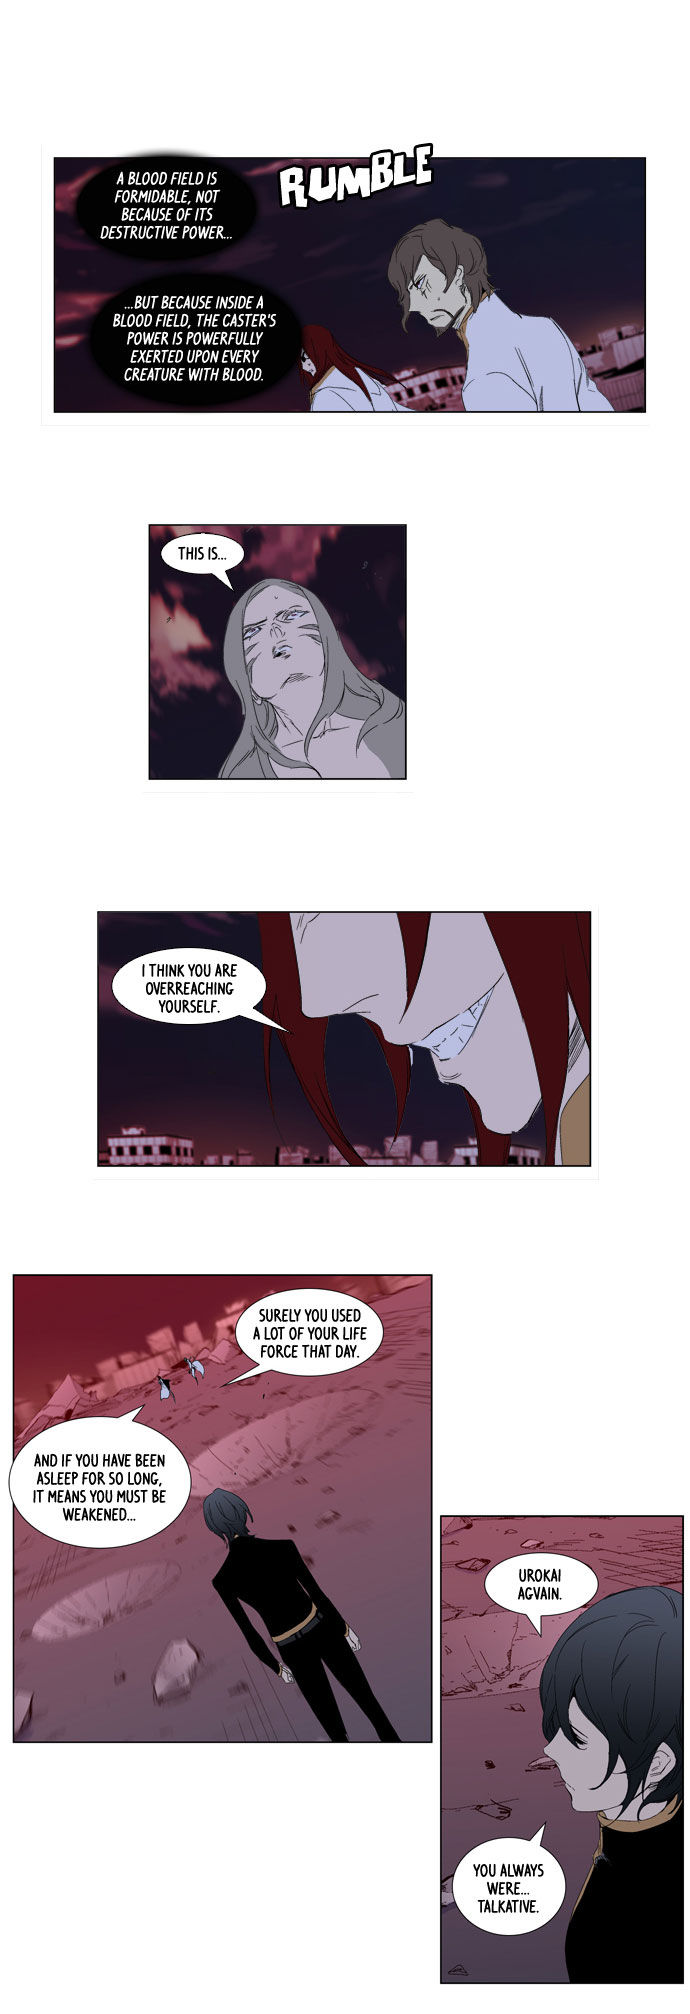 RUMBLE
A BLOOD FIELD IS
FORMIDABLE, NOT
BECAUSE OF ITS
DESTRUCTIVE POWER...
...BUT BECAUSE INSIDE A
BLOOD FIELD, THE CASTER'S
POWER IS POWERFULLY
EXERTED UPON EVERY
CREATURE WITH BLOOD.
THIS IS...
I THINK YOU ARE
OVERREACHING
YOURSELF.
SURELY YOU USED
A LOT OF YOUR LIFE
FORCE THAT DAY.
AND IF YOU HAVE BEEN
ASLEEP FOR SO LONG,
IT MEANS YOU MUST BE
WEAKENED...
UROKAI
AGVAIN.
YOU ALWAYS
WERE...
TALKATIVE.